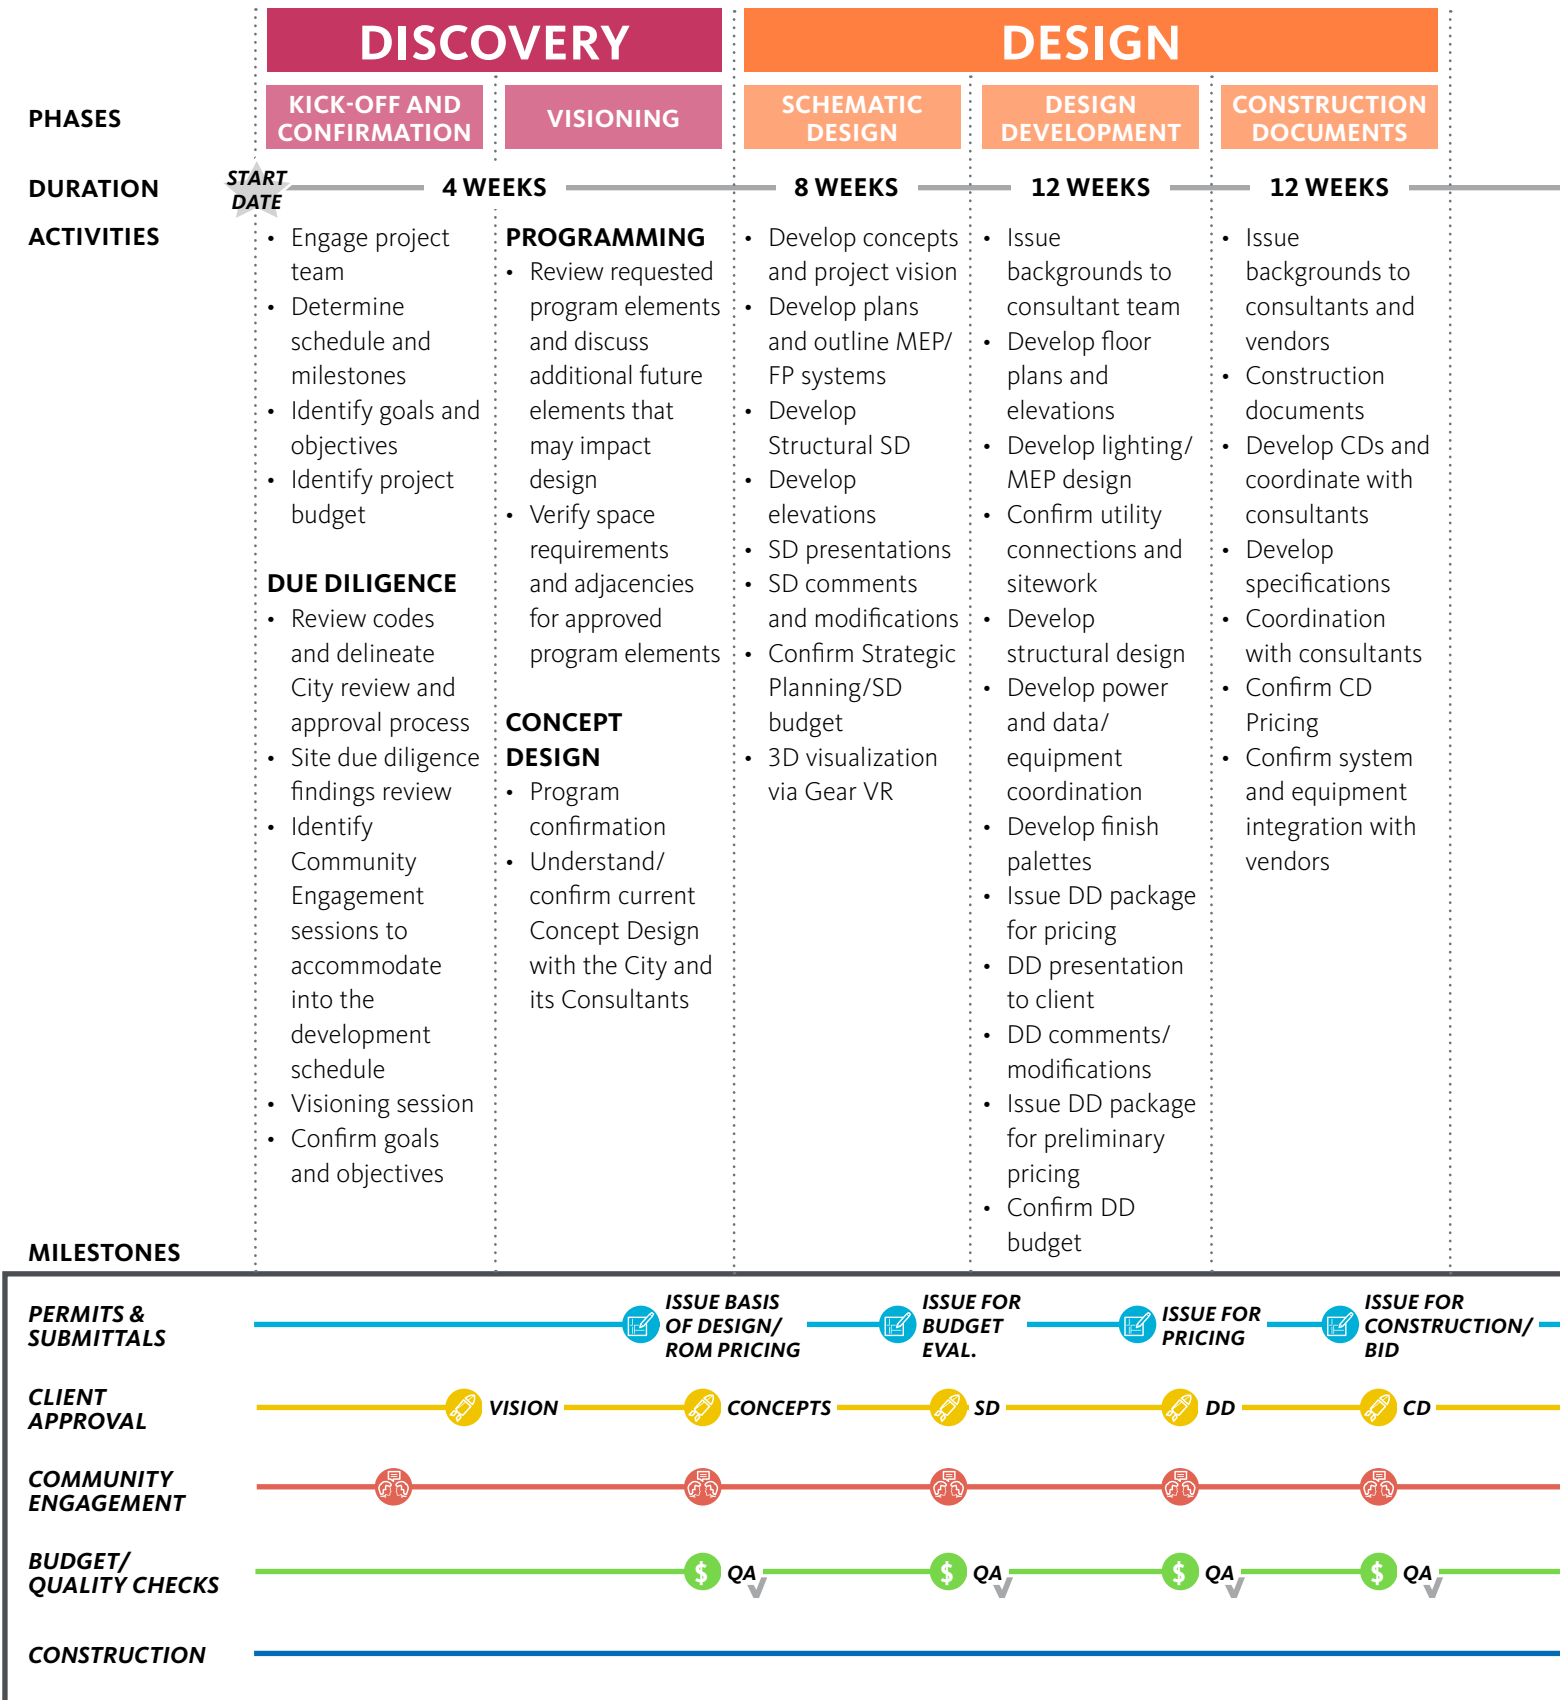 DISCOVERY
DESIGN
PHASES
KICK-OFF AND
CONFIRMATION
VISIONING
SCHEMATIC
DESIGN
DESIGN
DEVELOPMENT
CONSTRUCTION
DOCUMENTS
DURATION
START
DATE
4 WEEKS
8 WEEKS
12 WEEKS
12 WEEKS
ACTIVITIES
• Engage project
team
• Determine
schedule and
milestones
• Identify goals and
objectives
• Identify project
budget
DUE DILIGENCE
• Review codes
and delineate
City review and
approval process
• Site due diligence
findings review
• Identify
Community
Engagement
sessions to
accommodate
into the
development
schedule
• Visioning session
• Confirm goals
and objectives
PROGRAMMING
• Review requested
program elements
and discuss
additional future
elements that
may impact
design
• Verify space
requirements
and adjacencies
for approved
program elements
CONCEPT
DESIGN
• Program
confirmation
• Understand/
confirm current
Concept Design
with the City and
its Consultants
• Develop concepts
and project vision
• Develop plans
and outline MEP/
FP systems
• Develop
Structural SD
• Develop
elevations
• SD presentations
• SD comments
and modifications
• Confirm Strategic
Planning/SD
budget
• 3D visualization
via Gear VR
• Issue
backgrounds to
consultant team
• Develop floor
plans and
elevations
• Develop lighting/
MEP design
• Confirm utility
connections and
sitework
• Develop
structural design
• Develop power
and data/
equipment
coordination
• Develop finish
palettes
• Issue DD package
for pricing
• DD presentation
to client
• DD comments/
modifications
• Issue DD package
for preliminary
pricing
• Confirm DD
budget
• Issue
backgrounds to
consultants and
vendors
• Construction
documents
• Develop CDs and
coordinate with
consultants
• Develop
specifications
• Coordination
with consultants
• Confirm CD
Pricing
• Confirm system
and equipment
integration with
vendors
MILESTONES
PERMITS &
SUBMITTALS
ISSUE BASIS
OF DESIGN/
ROM PRICING
ISSUE FOR
BUDGET
EVAL.
ISSUE FOR
PRICING
ISSUE FOR
CONSTRUCTION/
BID
CLIENT
APPROVAL
VISION
CONCEPTS
SD
DD
CD
COMMUNITY
ENGAGEMENT
BUDGET/
QUALITY CHECKS
$ QA
$ QA
$ QA
$ QA
CONSTRUCTION